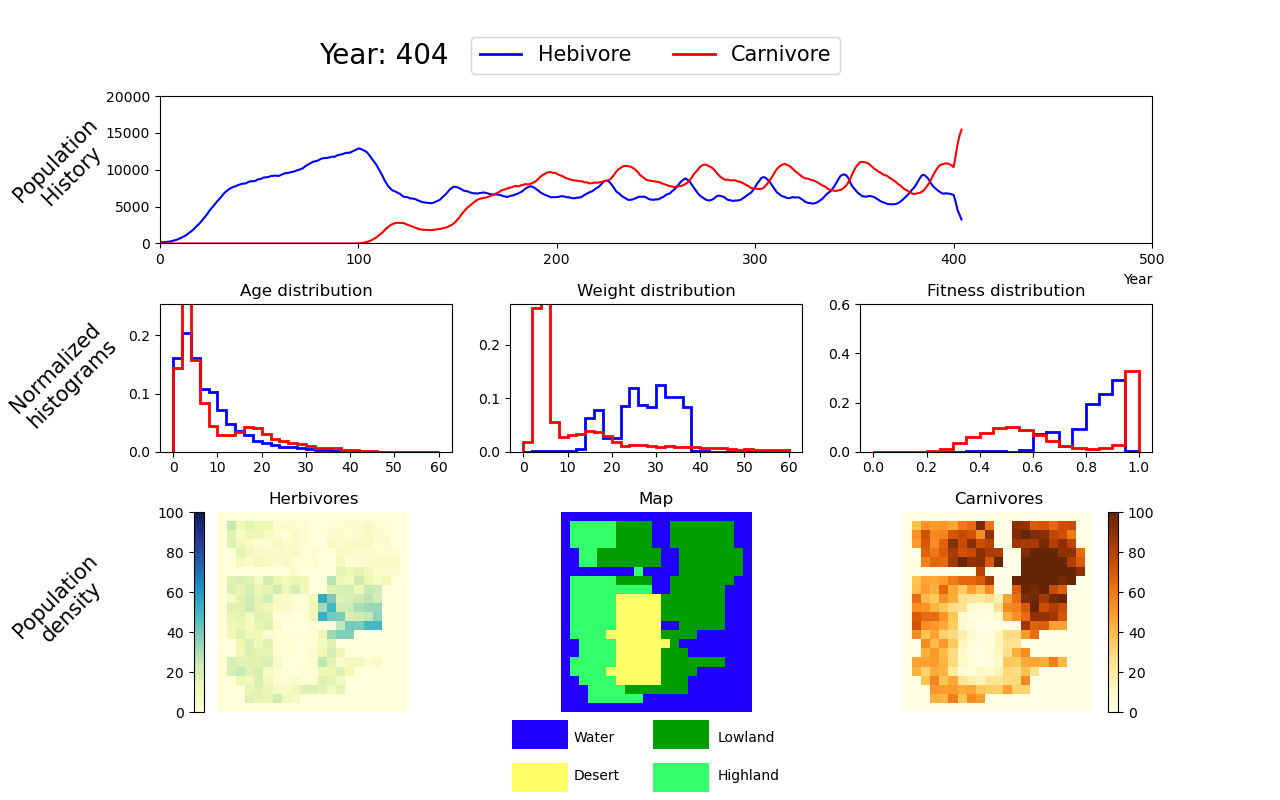 Year: 404
Hebivore
Carnivore
Population
History
20000
15000
10000
5000
0
0 100 200 300 400 500
Year
Normalized
histograms
Age distribution
0.2
0.1
0.0
0 10 20 30 40 50 60
Weight distribution
0.2
0.1
0.0
0 10 20 30 40 50 60
Fitness distribution
0.6
0.4
0.2
0.0
0.0 0.2 0.4 0.6 0.8 1.0
Population
density
Herbivores
100
80
60
40
20
0
Map
Carnivores
100
80
60
40
20
0
Water
Lowland
Desert
Highland